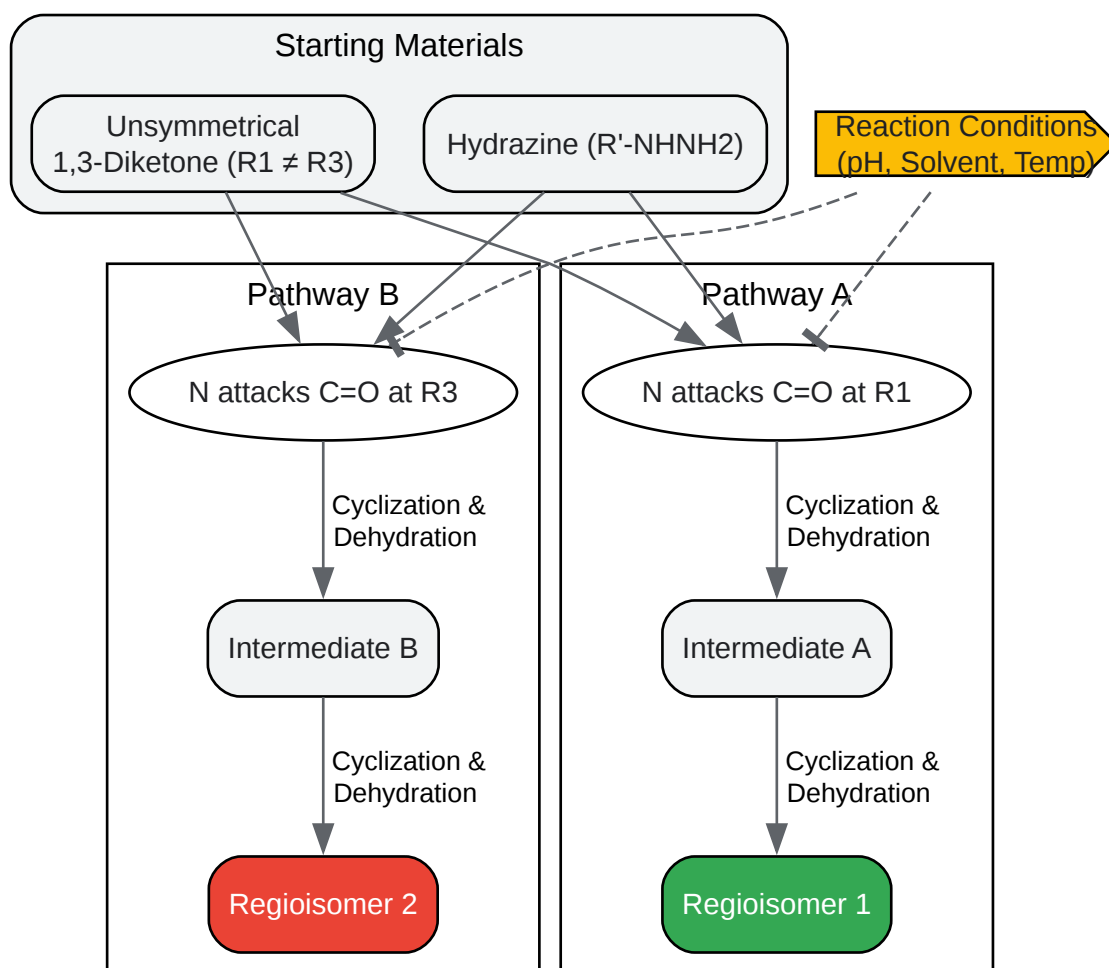 Starting Materials
Unsymmetrical
1,3-Diketone (R1 ≠ R3)
Hydrazine (R'-NHNH2)
Reaction Conditions
(pH, Solvent, Temp)
Pathway B
Pathway A
N attacks C=O at R3
N attacks C=O at R1
Cyclization &
Dehydration
Cyclization &
Dehydration
Intermediate B
Intermediate A
Cyclization &
Dehydration
Cyclization &
Dehydration
Regioisomer 2
Regioisomer 1